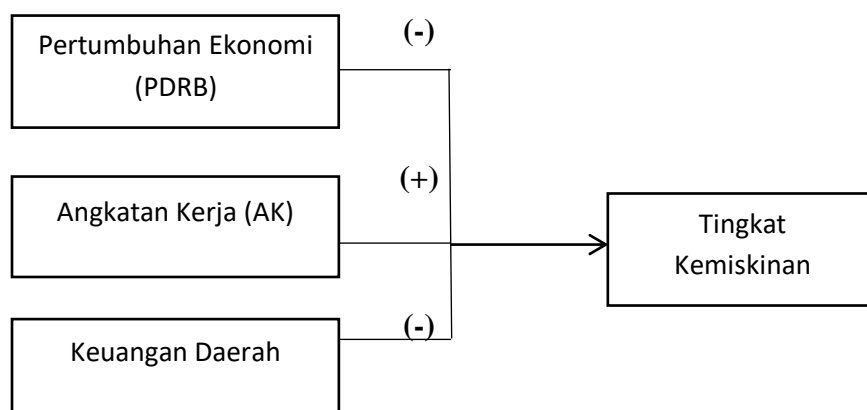 Pertumbuhan Ekonomi
(PDRB)
(-)
Angkatan Kerja (AK)
(+)
Tingkat
Kemiskinan
Keuangan Daerah
(-)